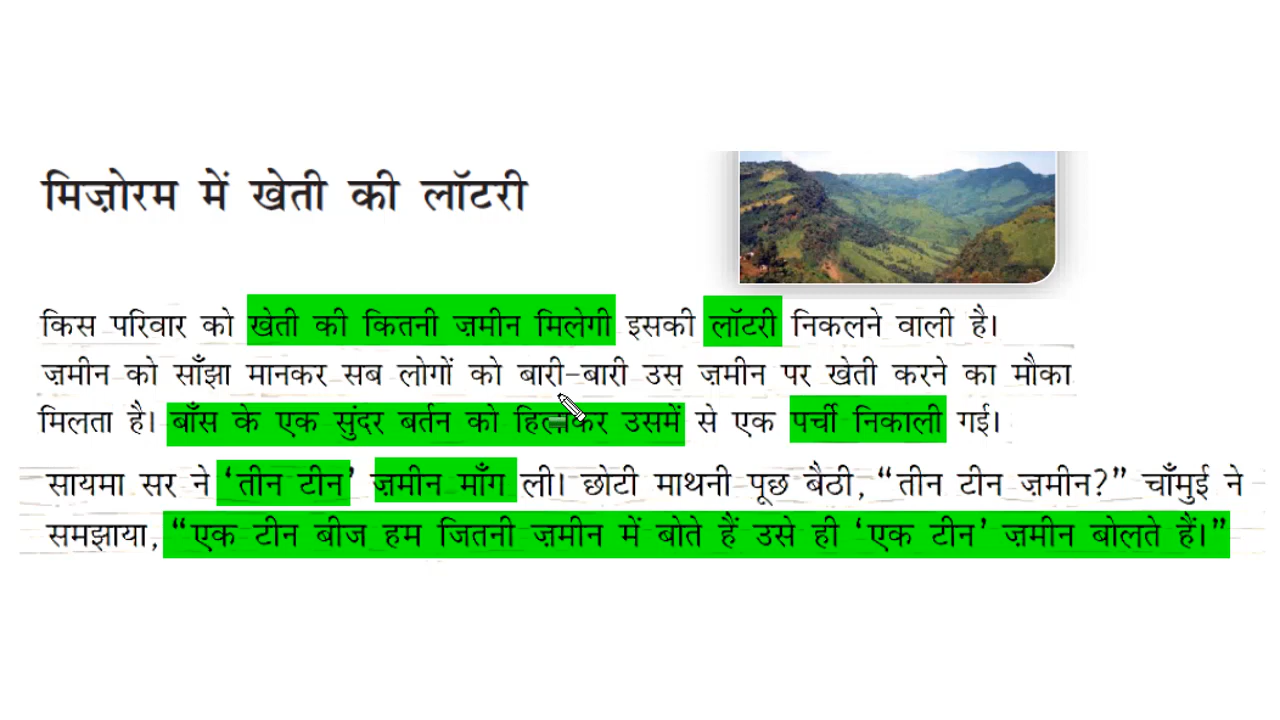 मिज़ोरम में खेती की लॉटरी
किस परिवार को खेती की कितनी ज़मीन मिलेगी इसकी लॉटरी निकलने वाली है।
ज़मीन को साँझा मानकर सब लोगों को बारी-बारी उस ज़मीन पर खेती करने का मौका
मिलता है। बाँस के एक सुंदर बर्तन को हिलाकर उसमें से एक पर्ची निकाली गई।
सायमा सर ने ‘तीन टीन’ ज़मीन माँग ली। छोटी माथनी पूछ बैठी, “तीन टीन ज़मीन?” चाँमुई ने
समझाया, “एक टीन बीज हम जितनी ज़मीन में बोते हैं उसे ही ‘एक टीन’ ज़मीन बोलते हैं।”